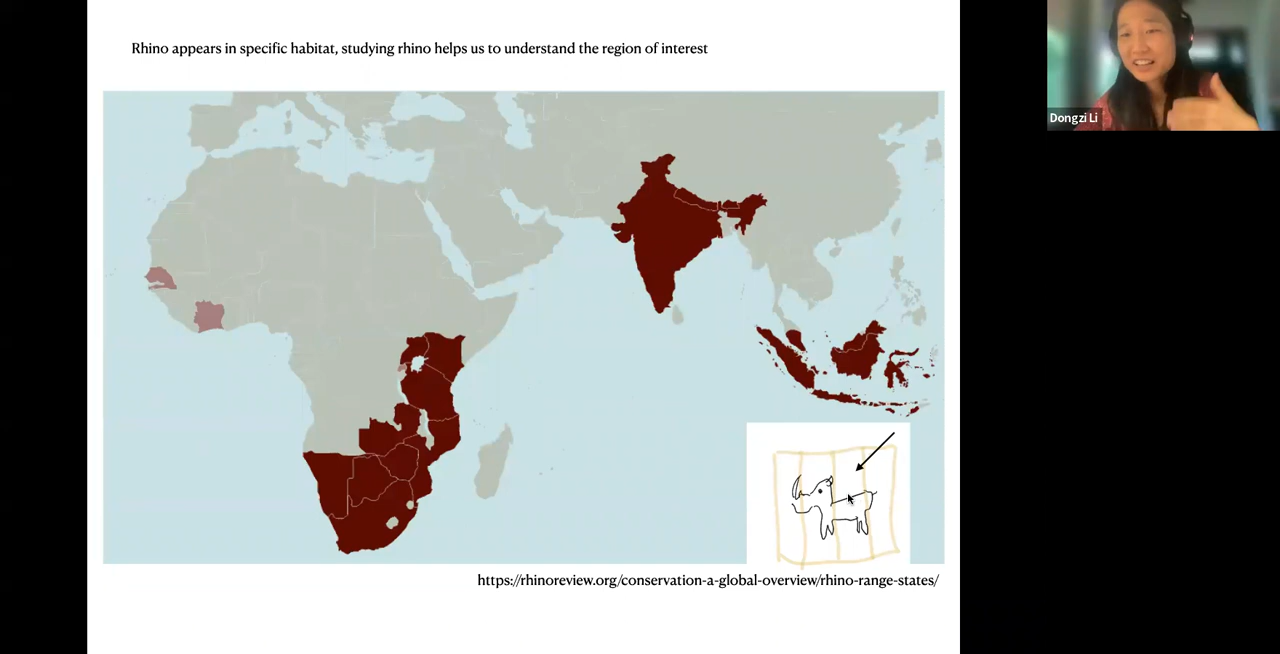 Rhino appears in specific habitat, studying rhino helps us to understand the region of interest
Dongzi Li
https://rhinoreview.org/conservation-a-global-overview/rhino-range-states/